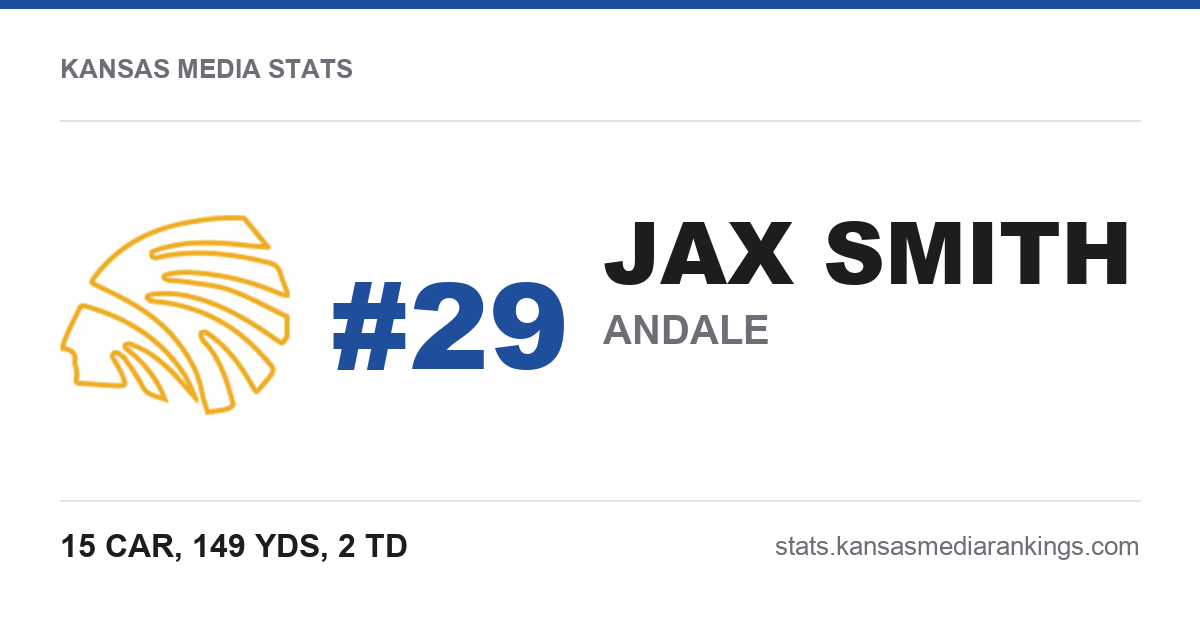 KANSAS MEDIA STATS
#29
JAX SMITH
ANDALE
15 CAR, 149 YDS, 2 TD
stats.kansasmediarankings.com